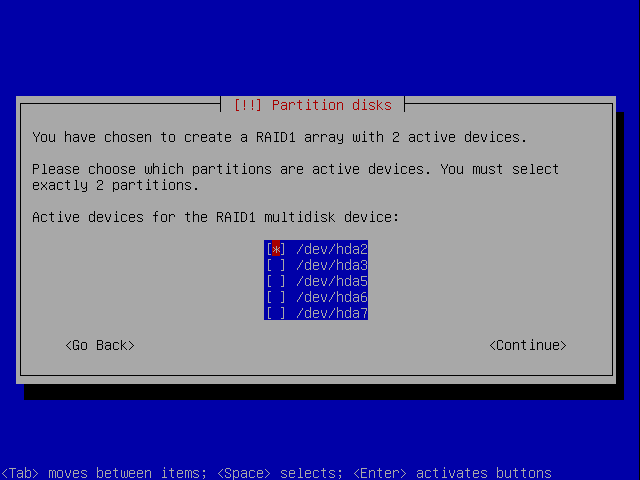 [!!] Partition disks
You have chosen to create a RAID1 array with 2 active devices.
Please choose which partitions are active devices. You must select
exactly 2 partitions.
Active devices for the RAID1 multidisk device:
[*] /dev/hda2
[ ] /dev/hda3
[ ] /dev/hda5
[ ] /dev/hda6
[ ] /dev/hda7
<Go Back> <Continue>
<Tab> moves between items; <Space> selects; <Enter> activates buttons